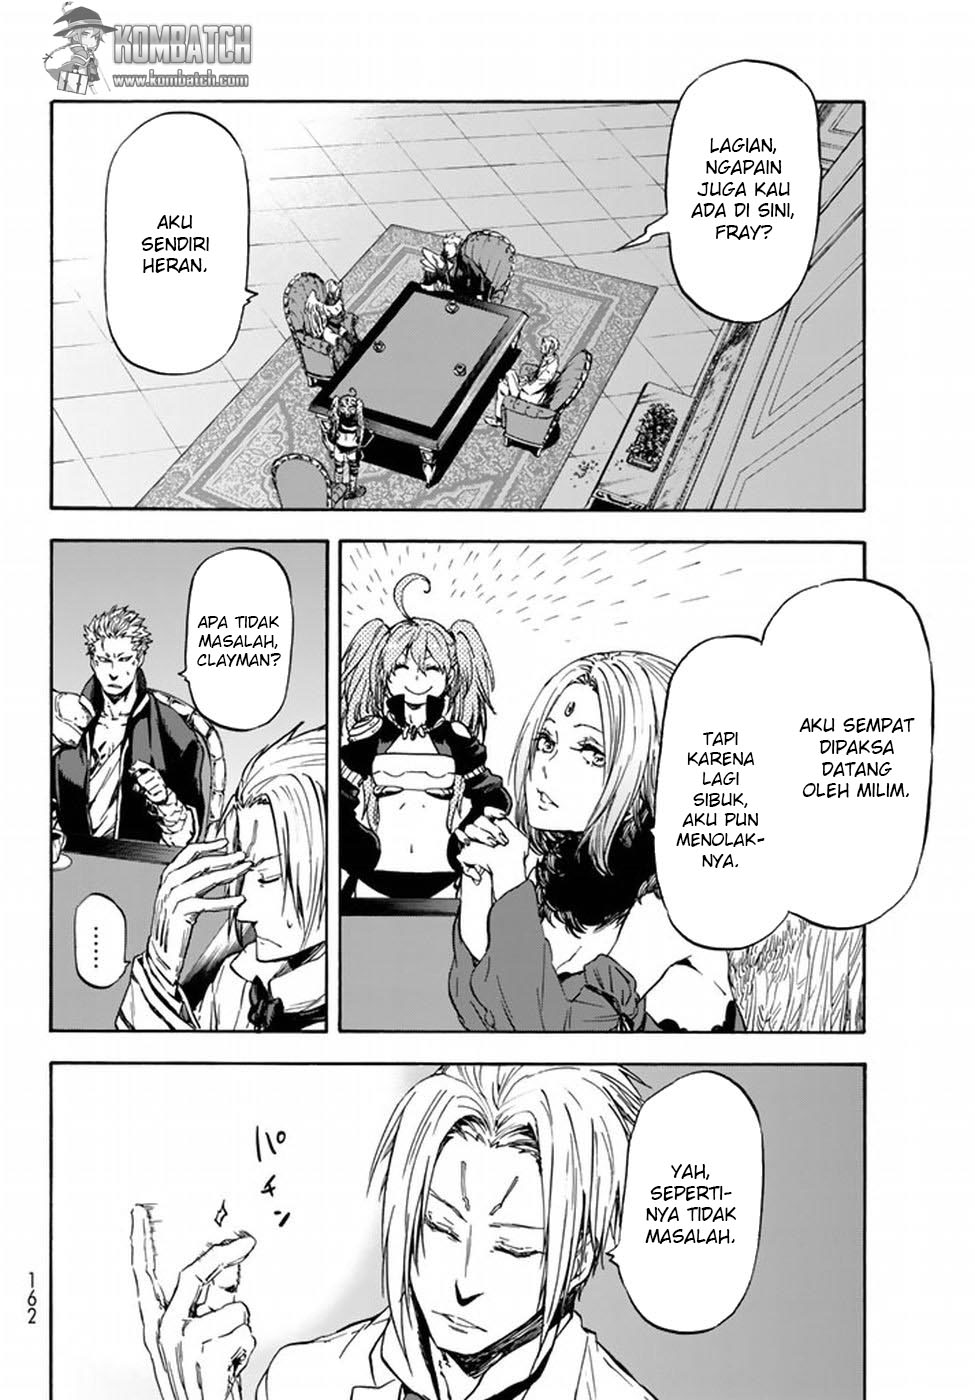 KOMBATCH
www.kombatch.com
LAGIAN,
NGAPAIN
JUGA KAU
ADA DI SINI,
FRAY?
AKU
SENDIRI
HERAN.
AKU SEMPAT
DIPAKSA
DATANG
OLEH MILIM.
TAPI
KARENA
LAGI
SIBUK,
AKU PUN
MENOLAK-
NYA.
APA TIDAK
MASALAH,
CLAYMAN?
......
YAH,
SEPERTI-
NYA TIDAK
MASALAH.
パチン
162